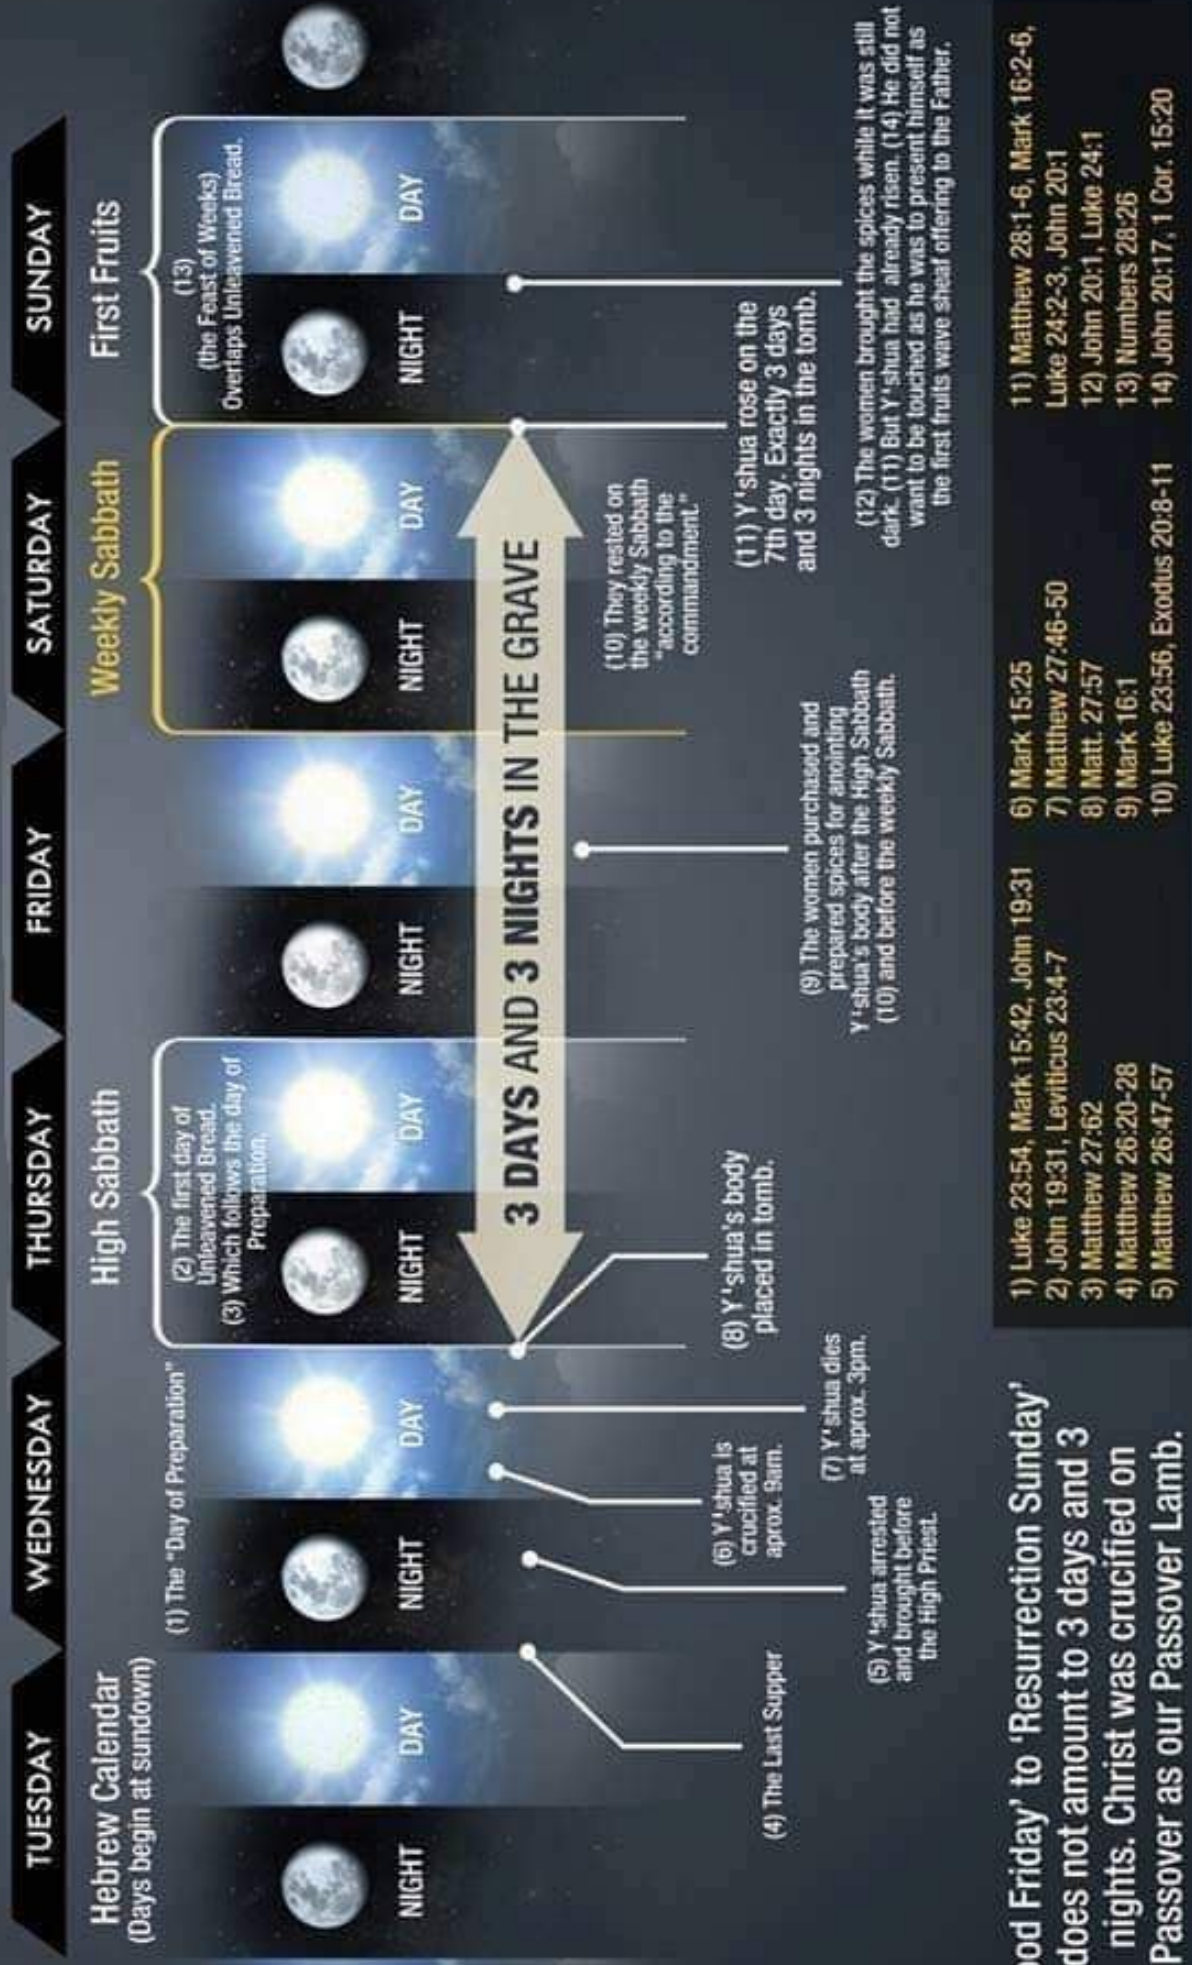 TUESDAY
WEDNESDAY
THURSDAY
FRIDAY
SATURDAY
SUNDAY
Hebrew Calendar
(Days begin at sundown)
High Sabbath
Weekly Sabbath
First Fruits
(1) The "Day of Preparation"
(2) The first day of
Unleavened Bread.
(3) Which follows the day of
Preparation.
(13)
(the Feast of Weeks)
Overlaps Unleavened Bread.
NIGHT
DAY
NIGHT
DAY
NIGHT
DAY
NIGHT
DAY
NIGHT
DAY
NIGHT
DAY
3 DAYS AND 3 NIGHTS IN THE GRAVE
(4) The Last Supper
(5) Y'shua arrested
and brought before
the High Priest.
(6) Y'shua is
crucified at
aprox. 9am.
(7) Y'shua dies
at aprox. 3pm.
(8) Y'shua's body
placed in tomb.
(9) The women purchased and
prepared spices for anointing
Y'shua's body after the High Sabbath
(10) and before the weekly Sabbath.
(10) They rested on
the weekly Sabbath
"according to the
commandment."
(11) Y'shua rose on the
7th day. Exactly 3 days
and 3 nights in the tomb.
(12) The women brought the spices while it was still
dark. (11) But Y'shua had already risen. (14) He did not
want to be touched as he was to present himself as
the first fruits wave sheaf offering to the Father.
Friday' to 'Resurrection Sunday'
does not amount to 3 days and 3
nights. Christ was crucified on
Passover as our Passover Lamb.
1) Luke 23:54, Mark 15:42, John 19:31
2) John 19:31, Leviticus 23:4-7
3) Matthew 27:62
4) Matthew 26:20-28
5) Matthew 26:47-57
6) Mark 15:25
7) Matthew 27:46-50
8) Matt. 27:57
9) Mark 16:1
10) Luke 23:56, Exodus 20:8-11
11) Matthew 28:1-6, Mark 16:2-6,
Luke 24:2-3, John 20:1
12) John 20:1, Luke 24:1
13) Numbers 28:26
14) John 20:17, 1 Cor. 15:20